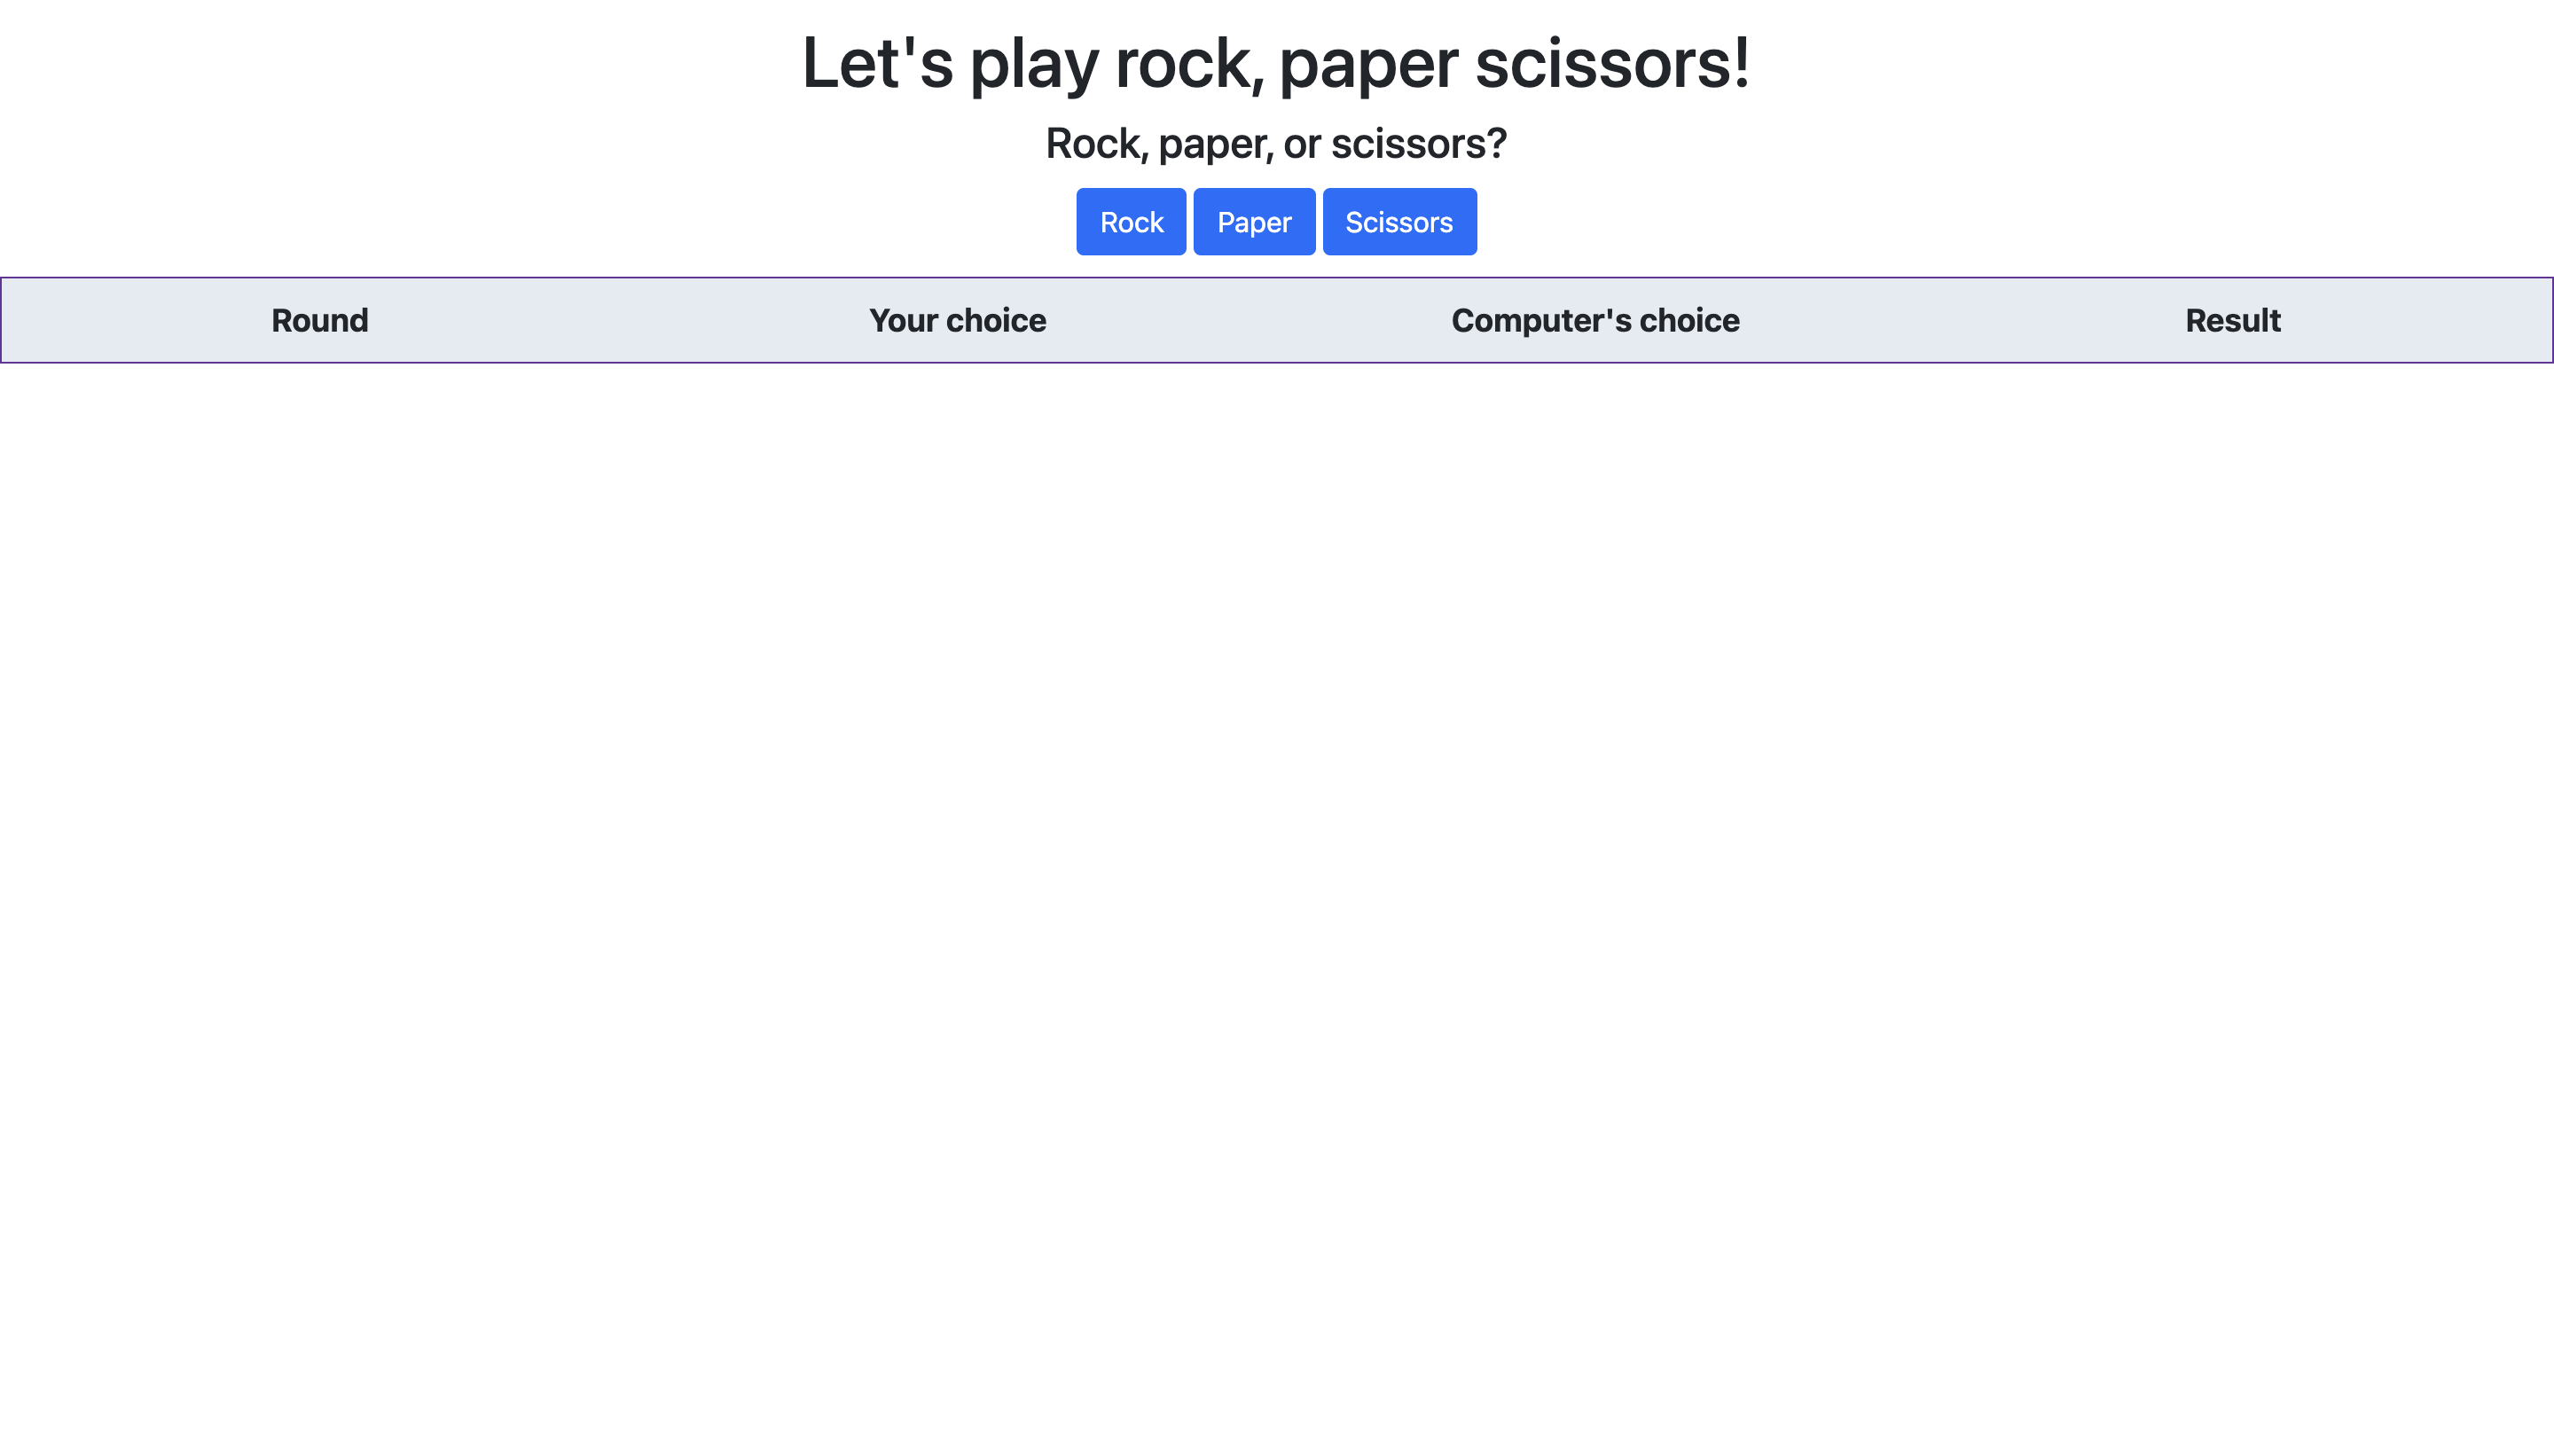 Let's play rock, paper scissors!
Rock, paper, or scissors?
Rock Paper Scissors
Round Your choice Computer's choice Result